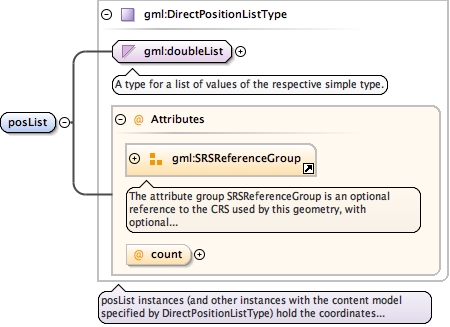 gml:DirectPositionListType
gml:doubleList
A type for a list of values of the respective simple type.
posList
@ Attributes
gml:SRSReferenceGroup
The attribute group SRSReferenceGroup is an optional
reference to the CRS used by this geometry, with
optional...
@ count
posList instances (and other instances with the content model
specified by DirectPositionListType) hold the coordinates...